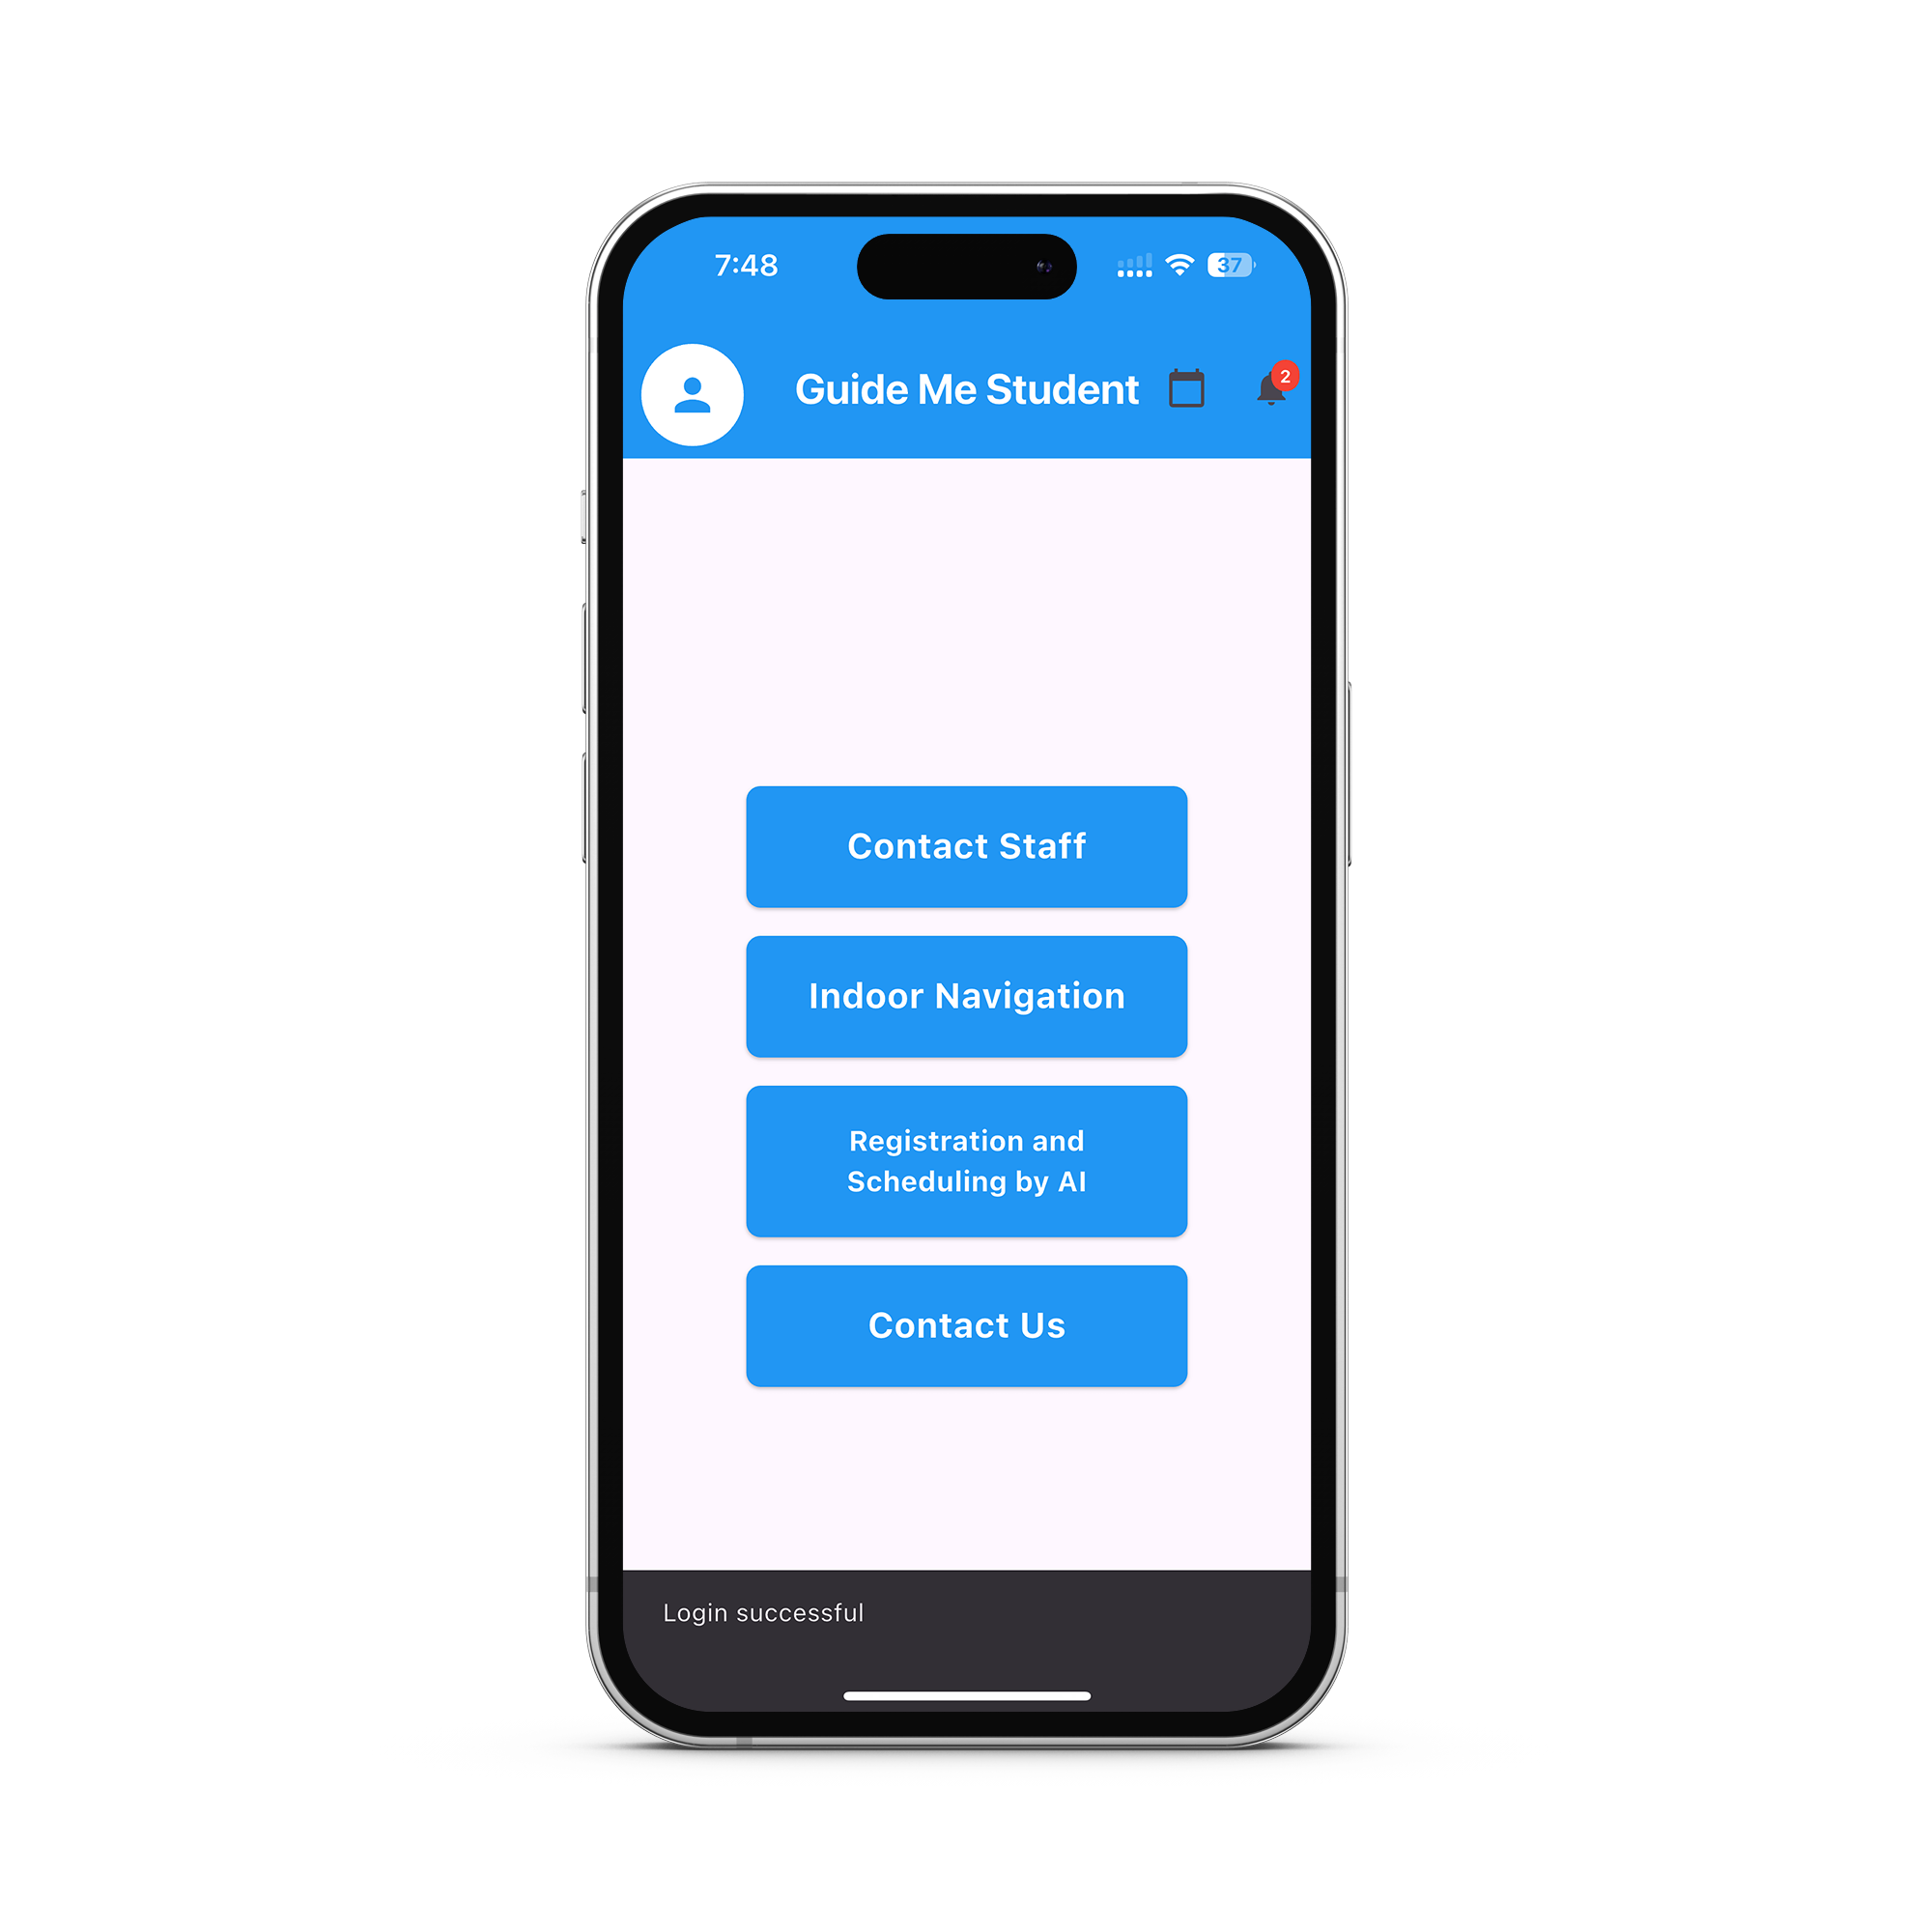 7:48
37
Guide Me Student
2
Contact Staff
Indoor Navigation
Registration and
Scheduling by AI
Contact Us
Login successful